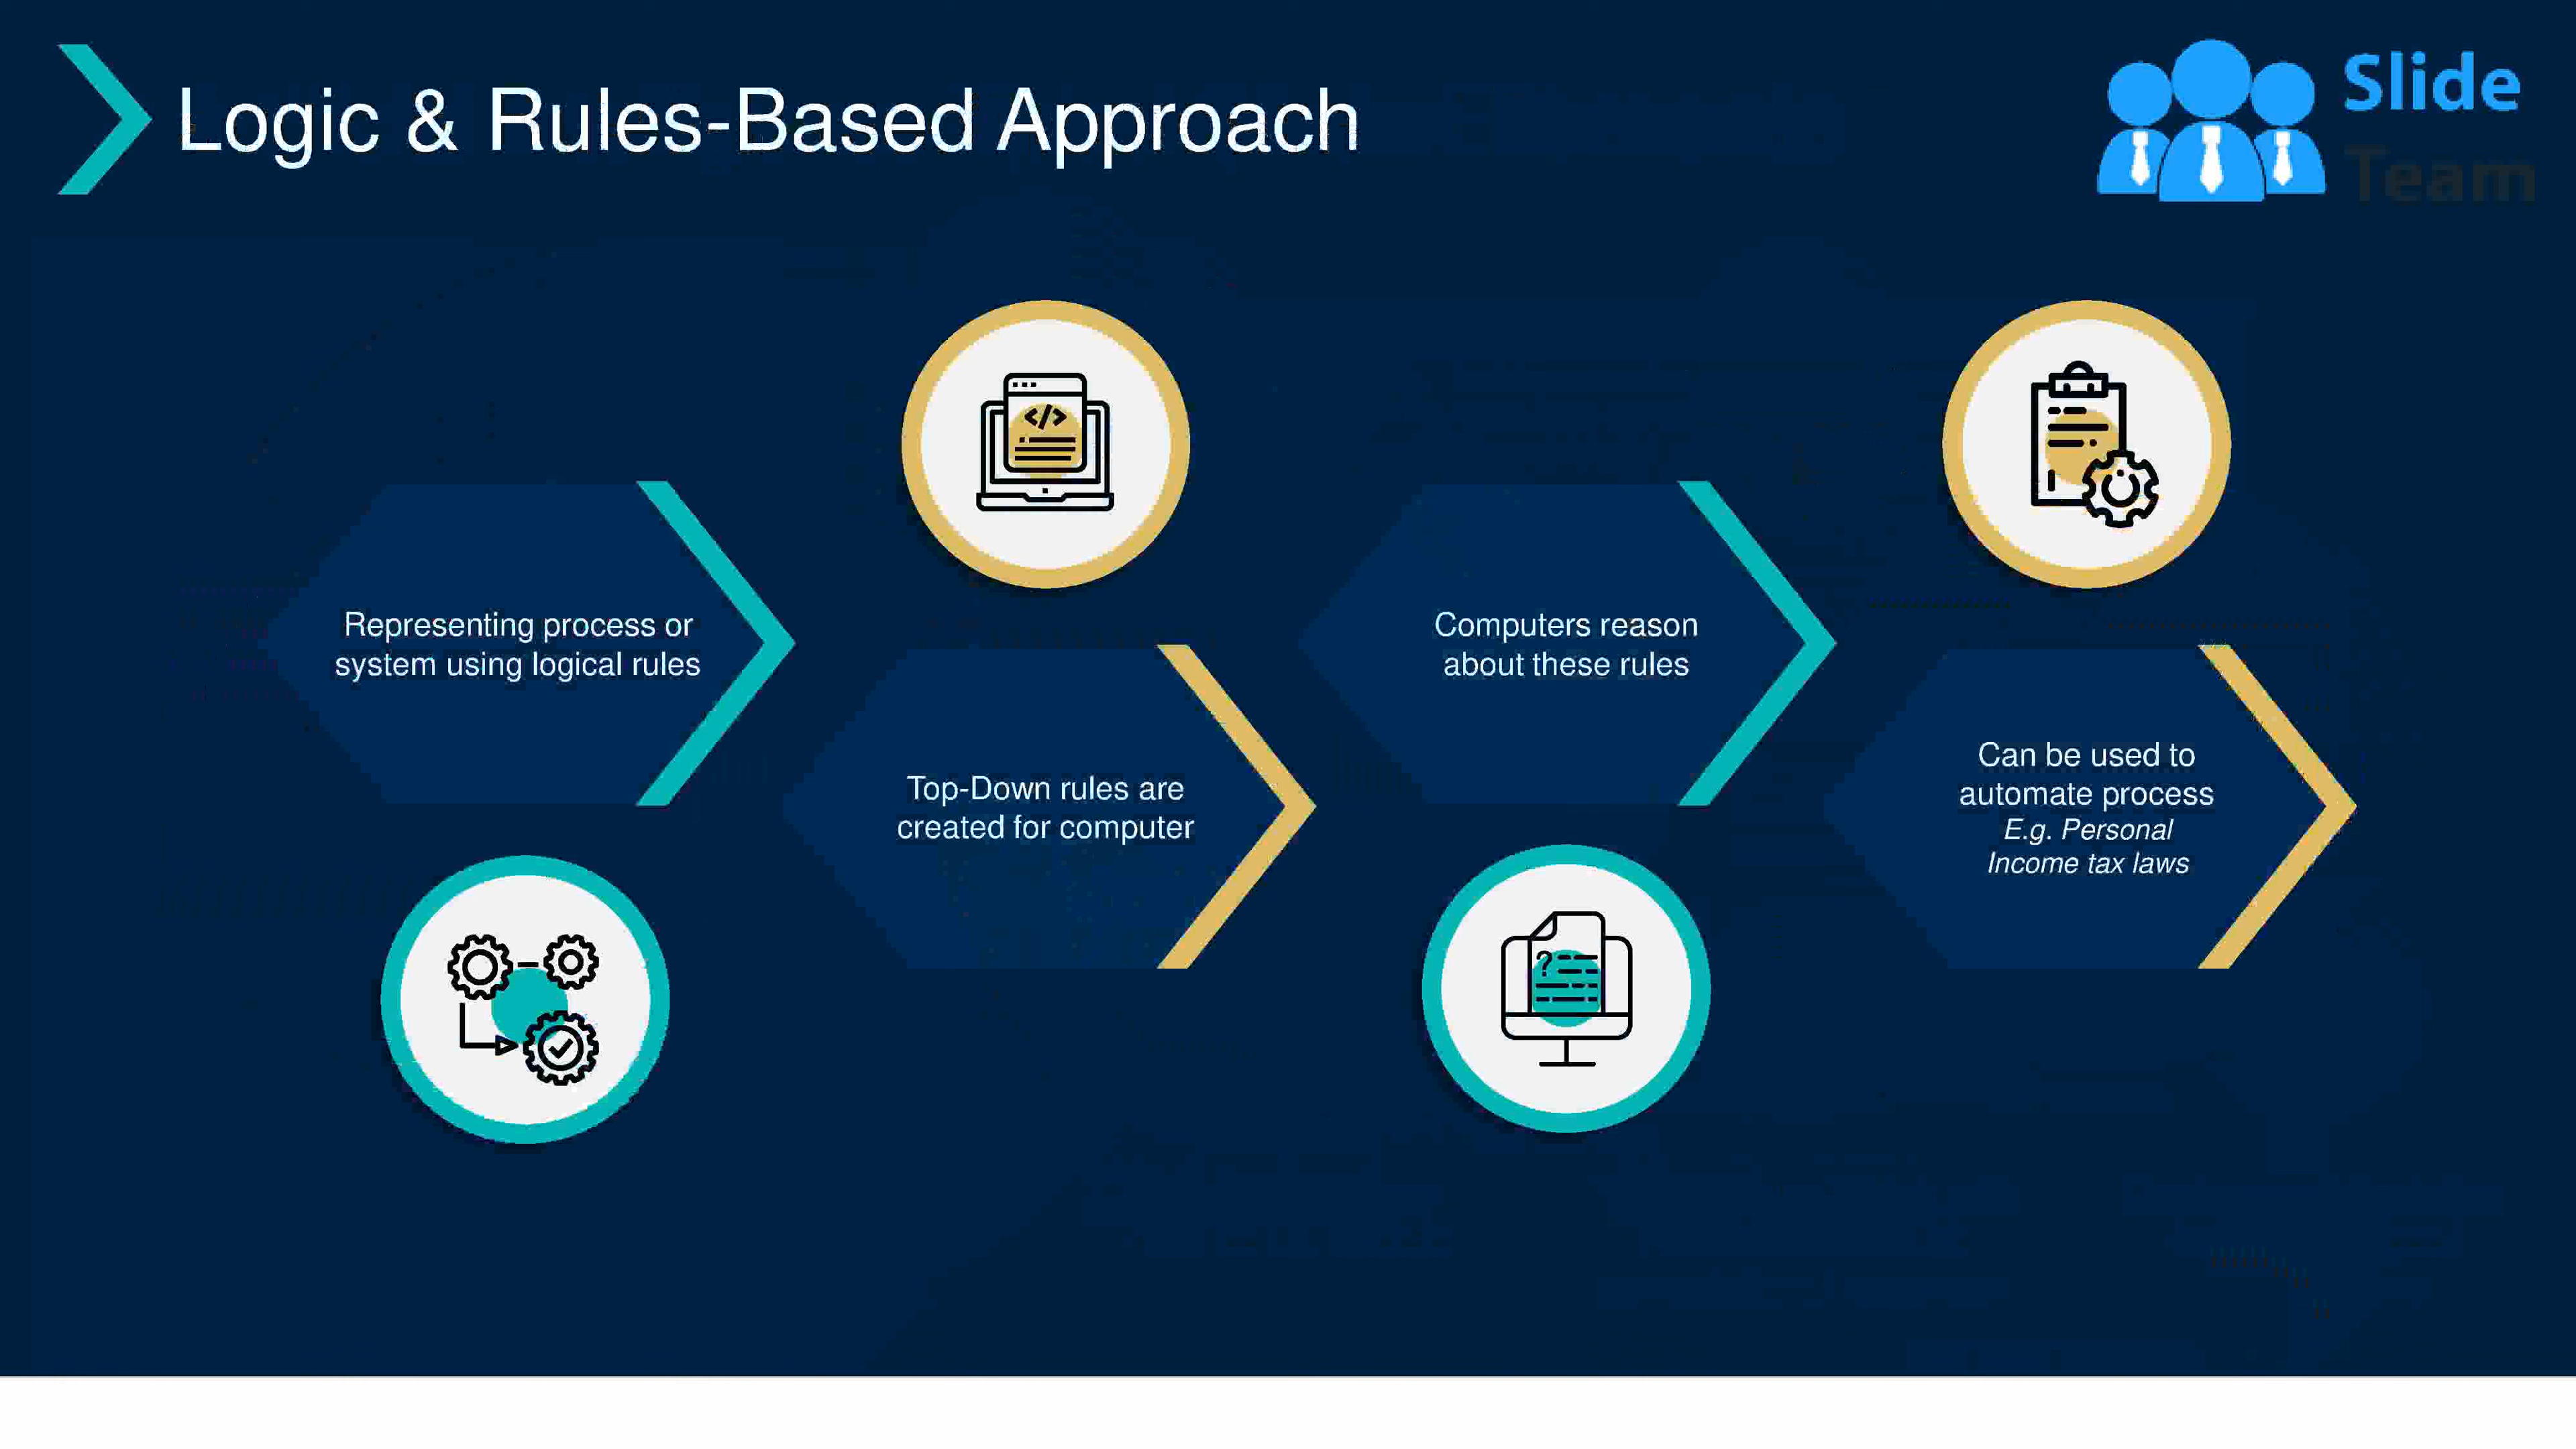 Logic & Rules-Based Approach
Slide
Team
Representing process or
system using logical rules
Top-Down rules are
created for computer
Computers reason
about these rules
Can be used to
automate process
E.g. Personal
Income tax laws